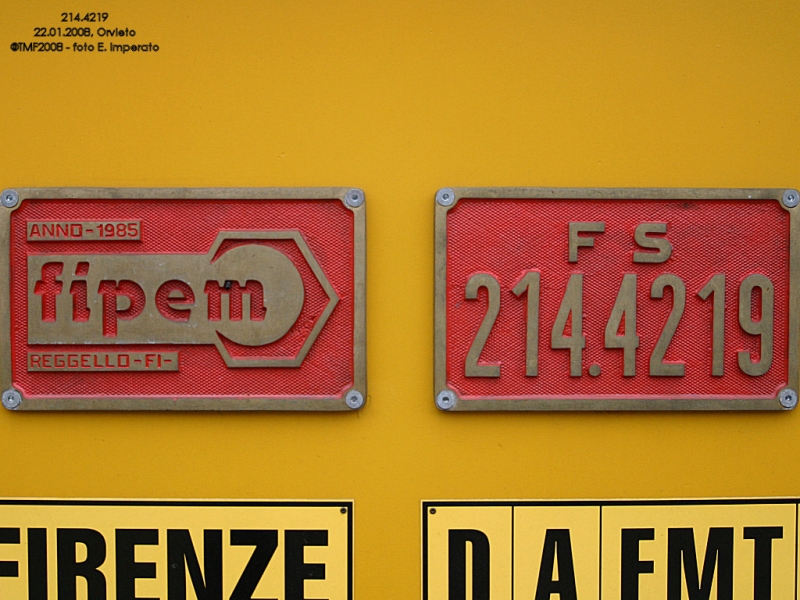 214.4219
22.01.2008, Orvieto
©TMF2008 - foto E. Imperato
ANNO-1985
fipem
REGGELLO-FI-
FS
214.4219
FIRENZE
D A FMT